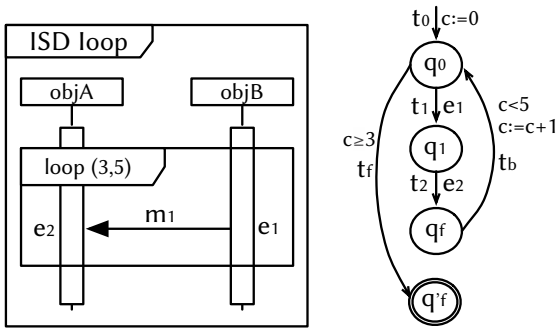 ISD loop
objA
objB
loop (3,5)
m1
e2
e1
t0 c:=0
q0
t1 e1
c<5
c:=c+1
tb
c≥3
tf
q1
t2 e2
qf
q'f